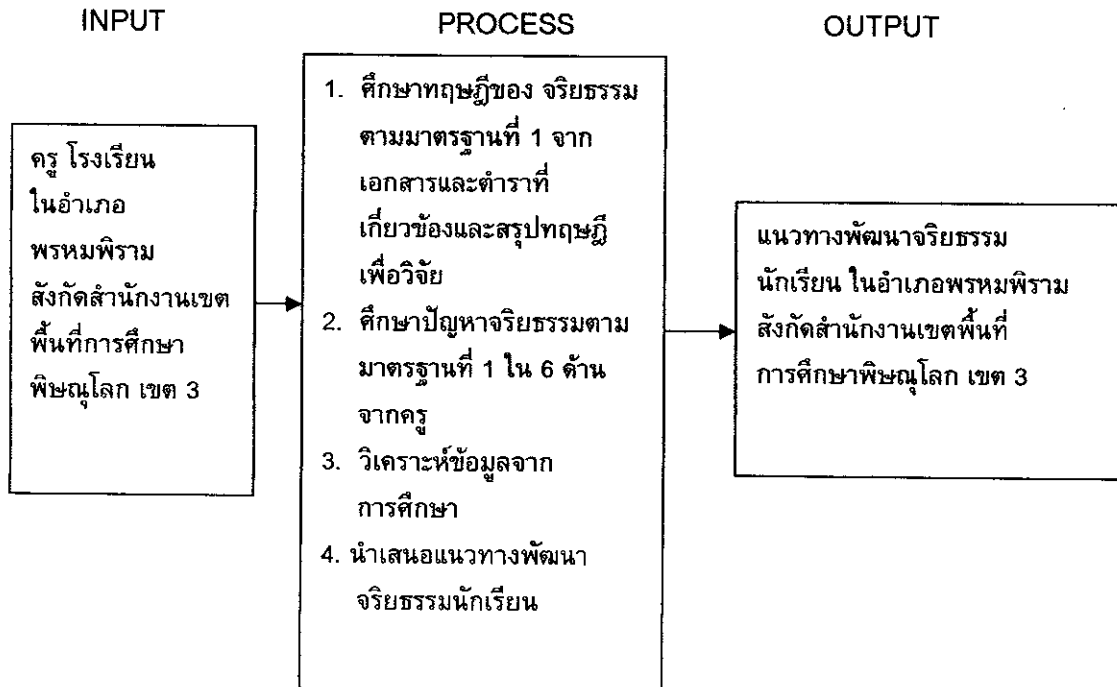 INPUT
PROCESS
OUTPUT
ครู โรงเรียน
ในอำเภอ
พรหมพิราม
สังกัดสำนักงานเขต
พื้นที่การศึกษา
พิษณุโลก เขต 3
1. ศึกษาทฤษฎีของ จริยธรรม
ตามมาตรฐานที่ 1 จาก
เอกสารและตำราที่
เกี่ยวข้องและสรุปทฤษฎี
เพื่อวิจัย
2. ศึกษาปัญหาจริยธรรมตาม
มาตรฐานที่ 1 ใน 6 ด้าน
จากครู
3. วิเคราะห์ข้อมูลจาก
การศึกษา
4. นำเสนอแนวทางพัฒนา
จริยธรรมนักเรียน
แนวทางพัฒนาจริยธรรม
นักเรียน ในอำเภอพรหมพิราม
สังกัดสำนักงานเขตพื้นที่
การศึกษาพิษณุโลก เขต 3